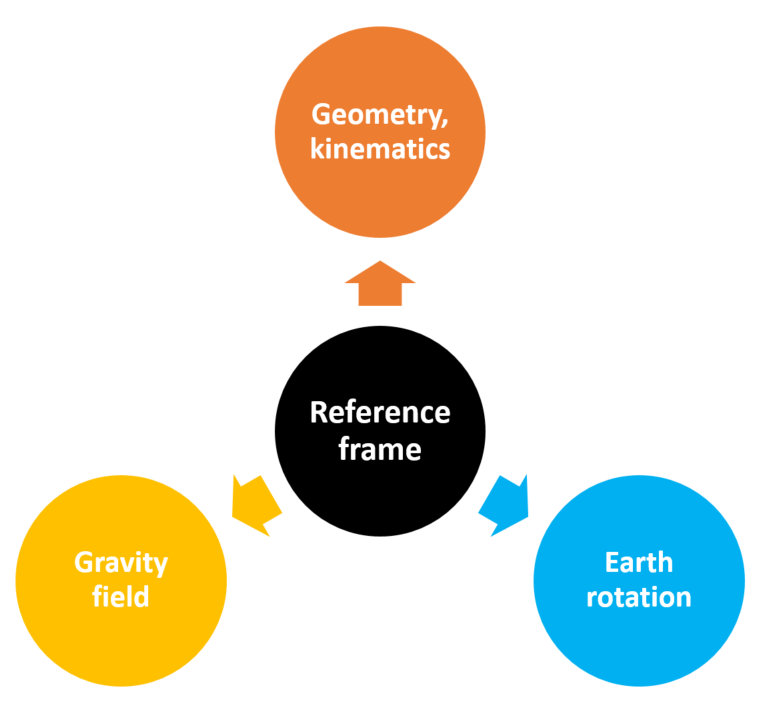 Geometry,
kinematics
Reference
frame
Gravity
field
Earth
rotation